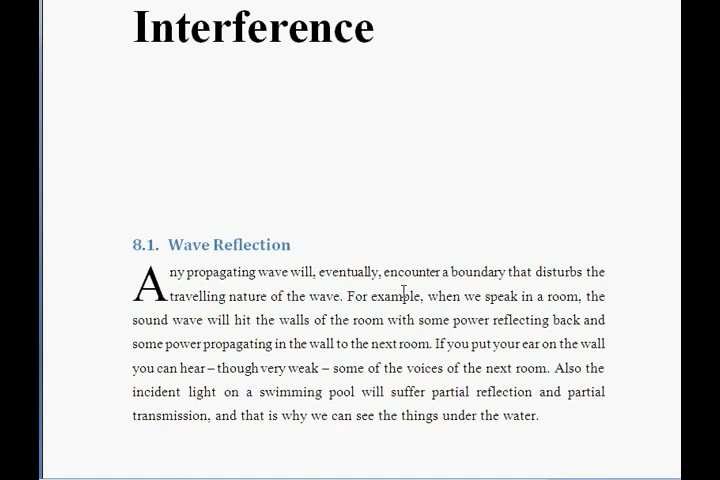 Interference
8.1. Wave Reflection
Any propagating wave will, eventually, encounter a boundary that disturbs the
travelling nature of the wave. For example, when we speak in a room, the
sound wave will hit the walls of the room with some power reflecting back and
some power propagating in the wall to the next room. If you put your ear on the wall
you can hear – though very weak – some of the voices of the next room. Also the
incident light on a swimming pool will suffer partial reflection and partial
transmission, and that is why we can see the things under the water.